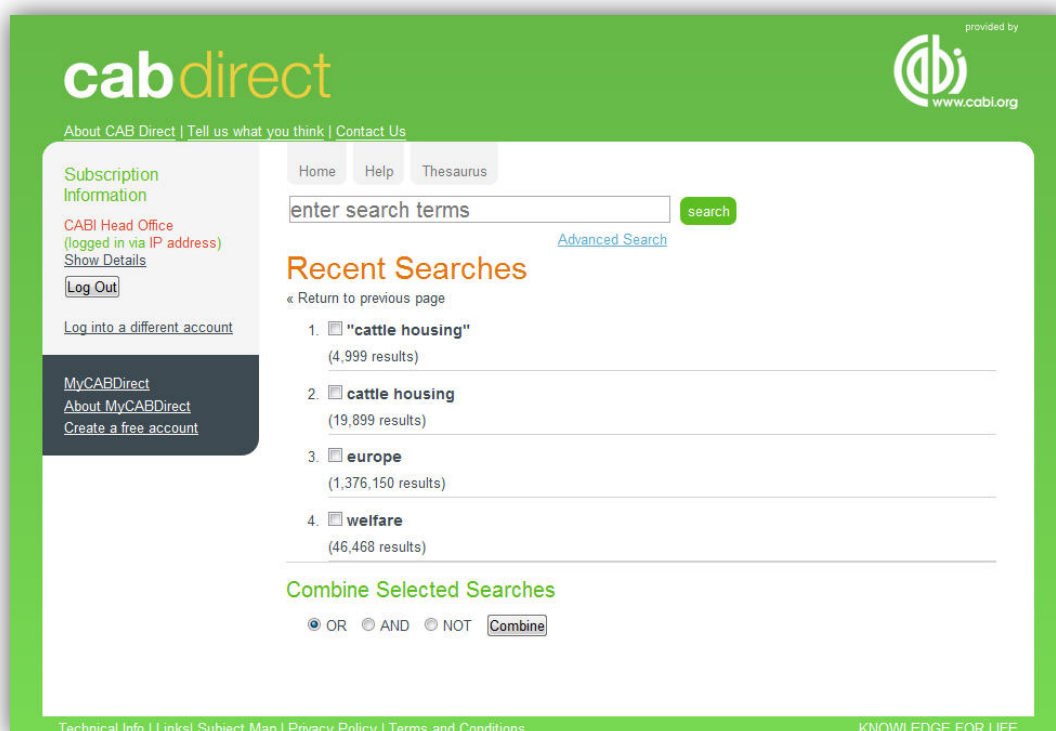 provided by
cabdirect
cabi
www.cabi.org
About CAB Direct | Tell us what you think | Contact Us
Subscription
Information
CABI Head Office
(logged in via IP address)
Show Details
Log Out
Log into a different account
MyCABDirect
About MyCABDirect
Create a free account
Home Help Thesaurus
enter search terms search
Advanced Search
Recent Searches
« Return to previous page
1. "cattle housing"
(4,999 results)
2. cattle housing
(19,899 results)
3. europe
(1,376,150 results)
4. welfare
(46,468 results)
Combine Selected Searches
OR AND NOT Combine
Technical Info | Links| Subject Map | Privacy Policy | Terms and Conditions KNOWLEDGE FOR LIFE